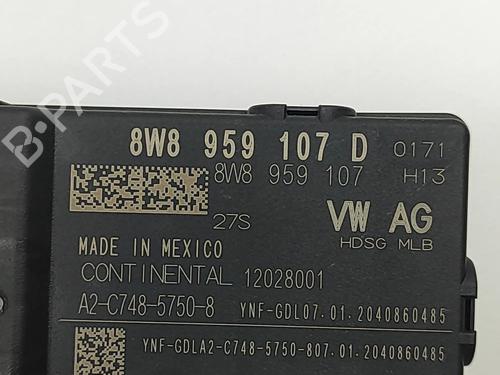 B-PARTS
8W8 959 107 D 0171
8W8 959 107 H13
27S
VW AG
HDSG MLB
MADE IN MEXICO
CONTINENTAL 12028001
A2-C748-5750-8 YNF-GDL07.01.2040860485
YNF-GDLA2-C748-5750-807.01.2040860485